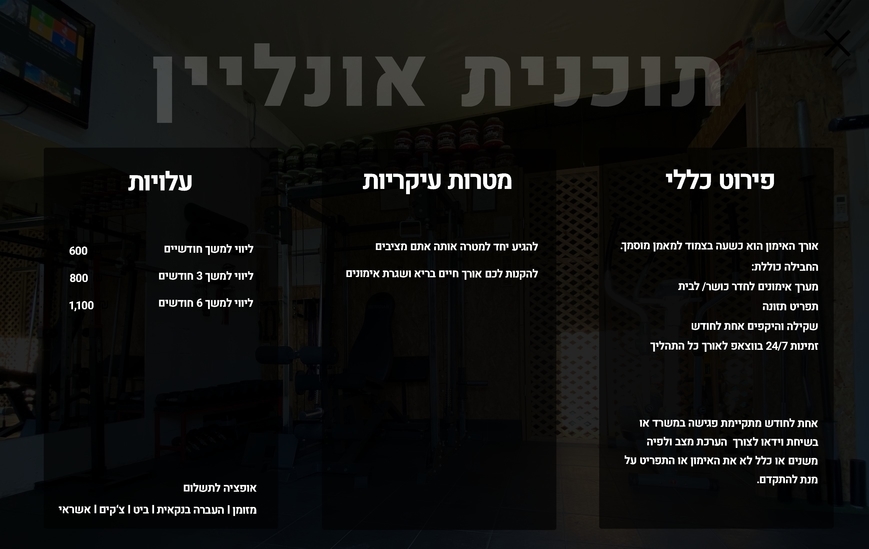 תוכנית אונליין
פירוט כללי
אורך האימון הוא כשעה בצמוד למאמן מוסמך.
החבילה כוללת:
מערך אימונים לחדר כושר/ לבית
תפריט תזונה
שקילה והיקפים אחת לחודש
זמינות 24/7 בווצאפ לאורך כל התהליך
אחת לחודש מתקיימת פגישה במשרד או
בשיחת וידאו לצורך הערכת מצב ולפיה
משנים או כלל לא את האימון או התפריט על
מנת להתקדם.
מטרות עיקריות
להגיע יחד למטרה אותה אתם מציבים
להקנות לכם אורך חיים בריא ושגרת אימונים
עלויות
ליווי למשך חודשיים 600
ליווי למשך 3 חודשים 800
ליווי למשך 6 חודשים 1,100
אופציה לתשלום
מזומן | העברה בנקאית | ביט | צ'קים | אשראי